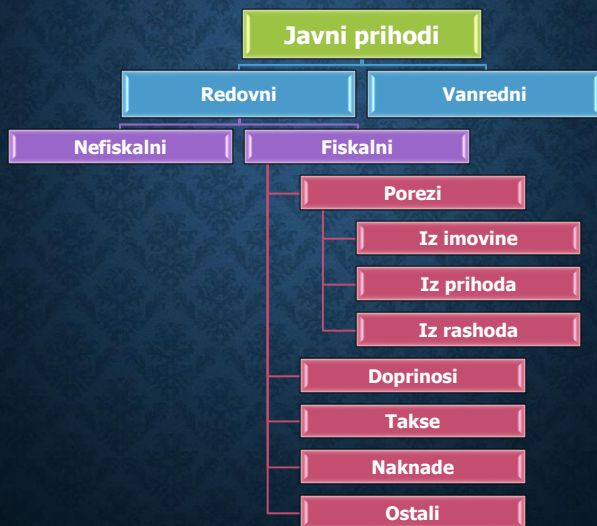 Javni prihodi
Redovni
Vanredni
Nefiskalni
Fiskalni
Porezi
Iz imovine
Iz prihoda
Iz rashoda
Doprinosi
Takse
Naknade
Ostali